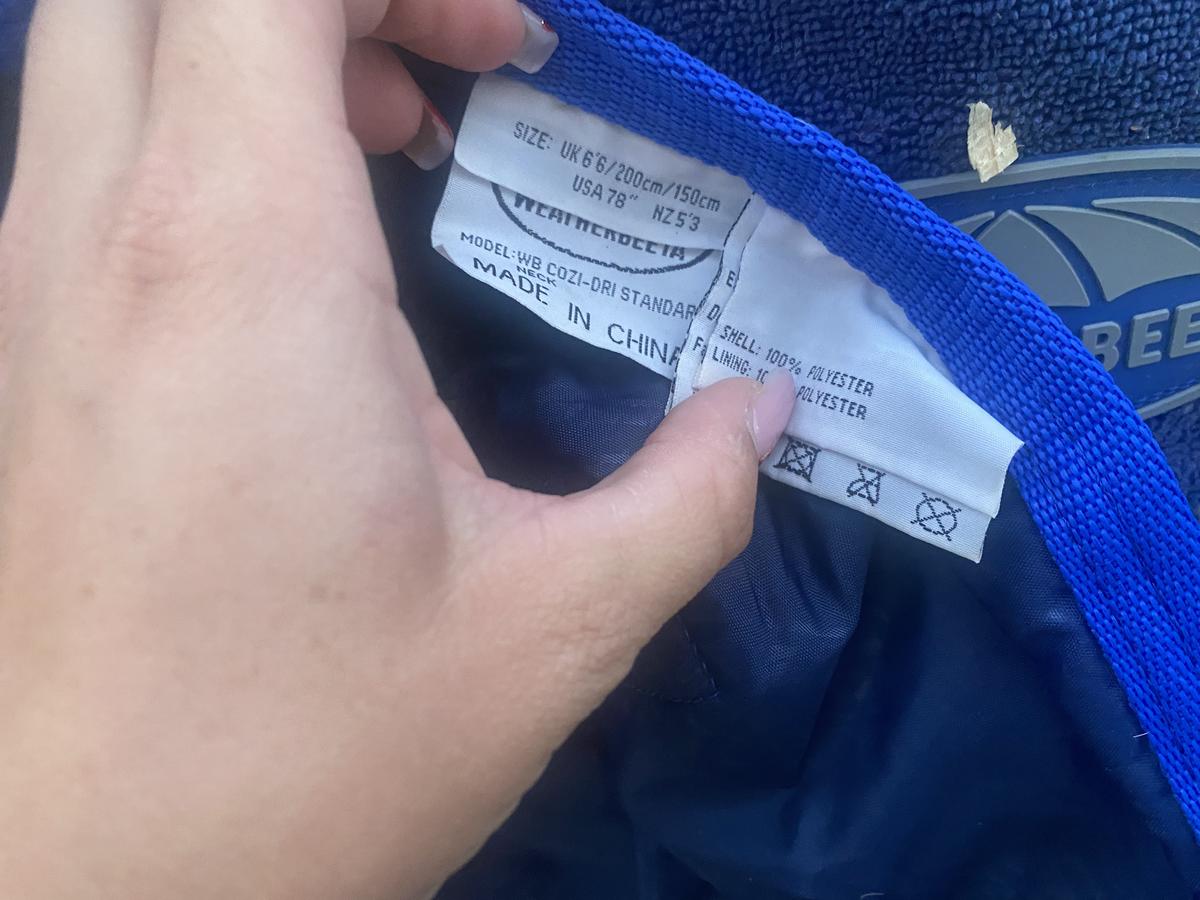 SIZE: UK 6'6/200cm/150cm
USA 78" NZ 5'3
WEATHERBEETA
MODEL: WB COZI-DRI STANDAR
NECK
MADE IN CHINA
E
D
F
SHELL: 100% POLYESTER
LINING: 10 POLYESTER
BEE